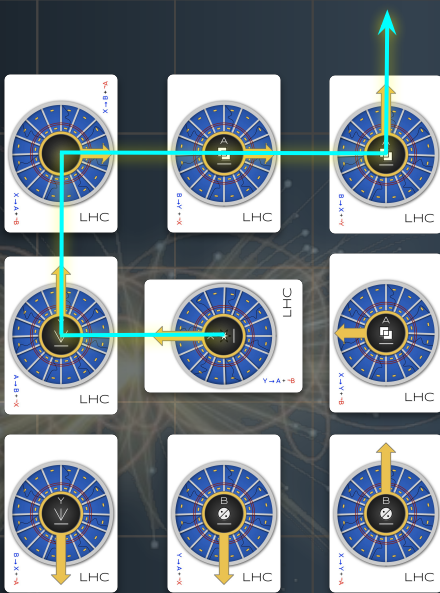 X→A+¬B
B→X+¬A
LHC
A
B→Y+¬X
LHC
B→X+¬Y
LHC
A→B+¬X
LHC
LHC
Y→A+¬B
A
X→Y+¬B
LHC
Y
B→X+¬A
LHC
B
Y→A+¬X
LHC
B
X→Y+¬A
LHC